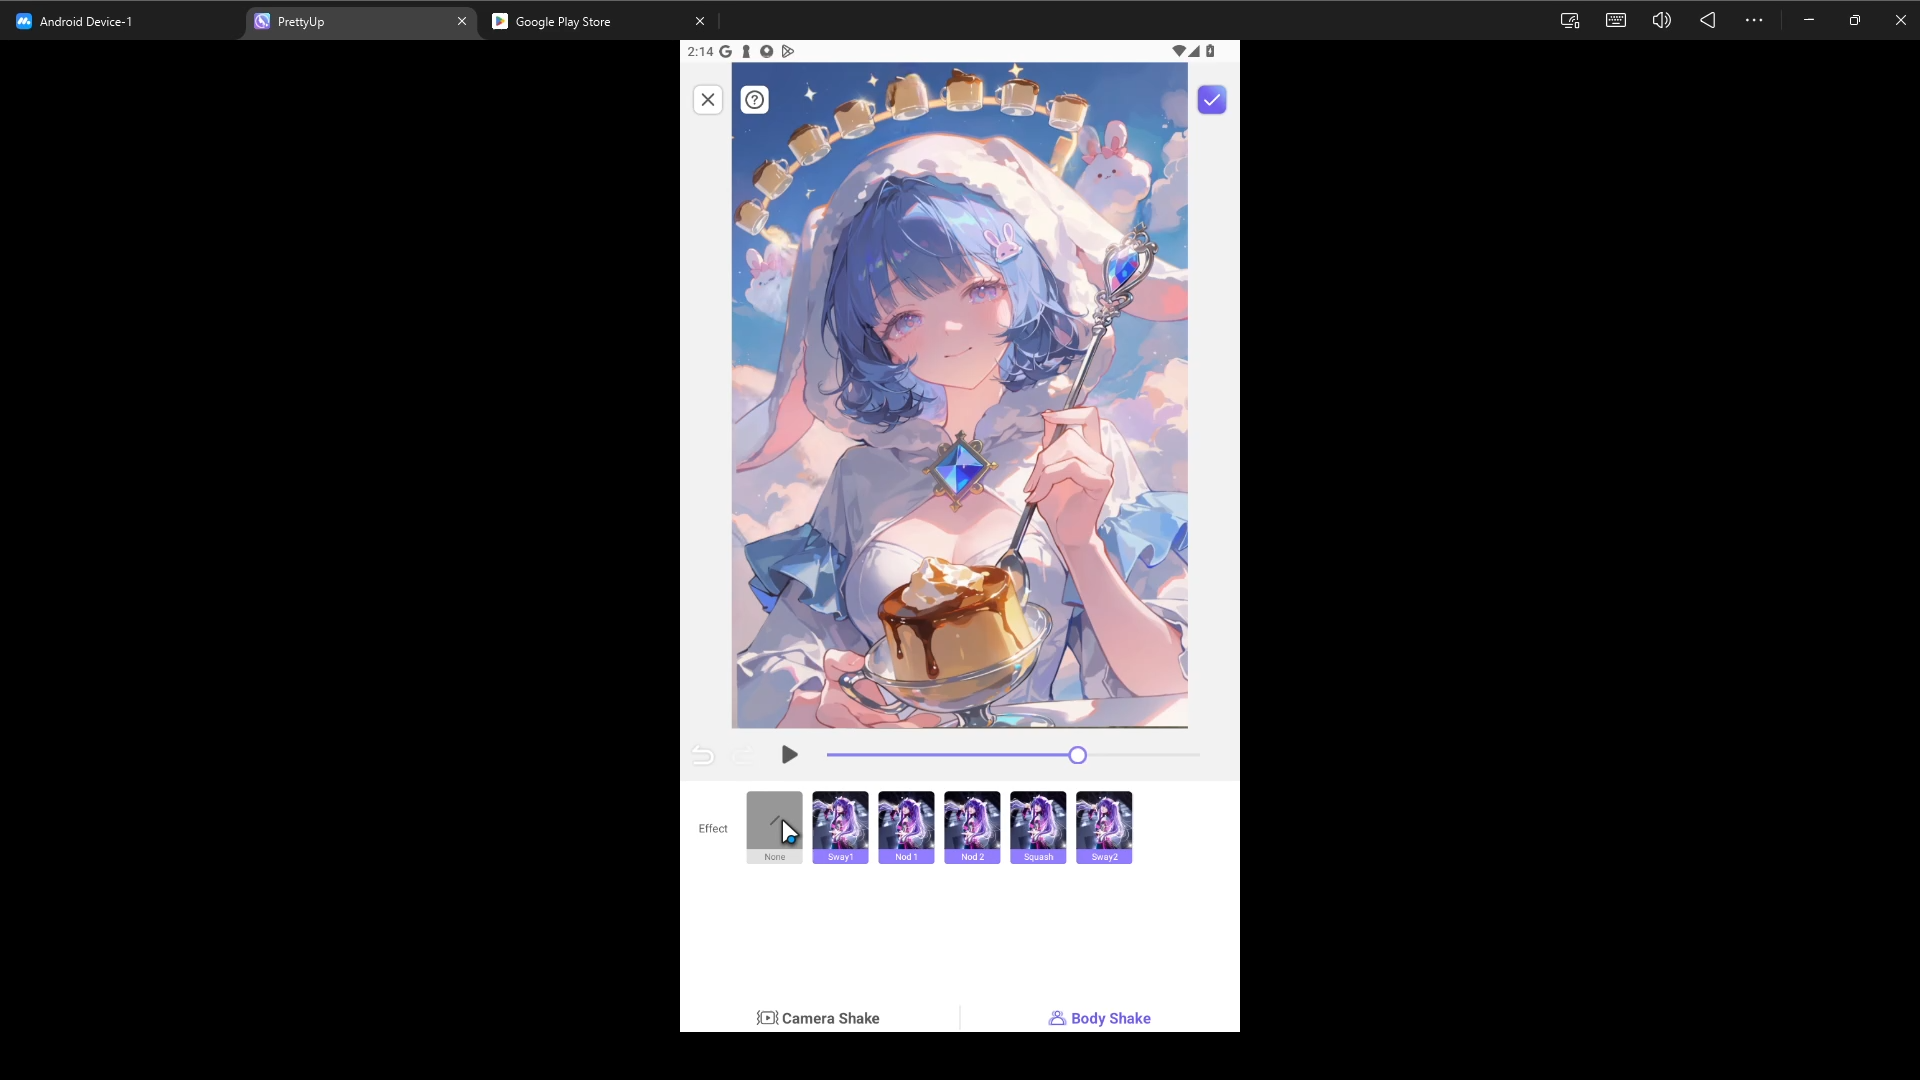 Android Device-1
PrettyUp
Google Play Store
2:14
Effect
None
Sway1
Nod 1
Nod 2
Squash
Sway2
Camera Shake
Body Shake